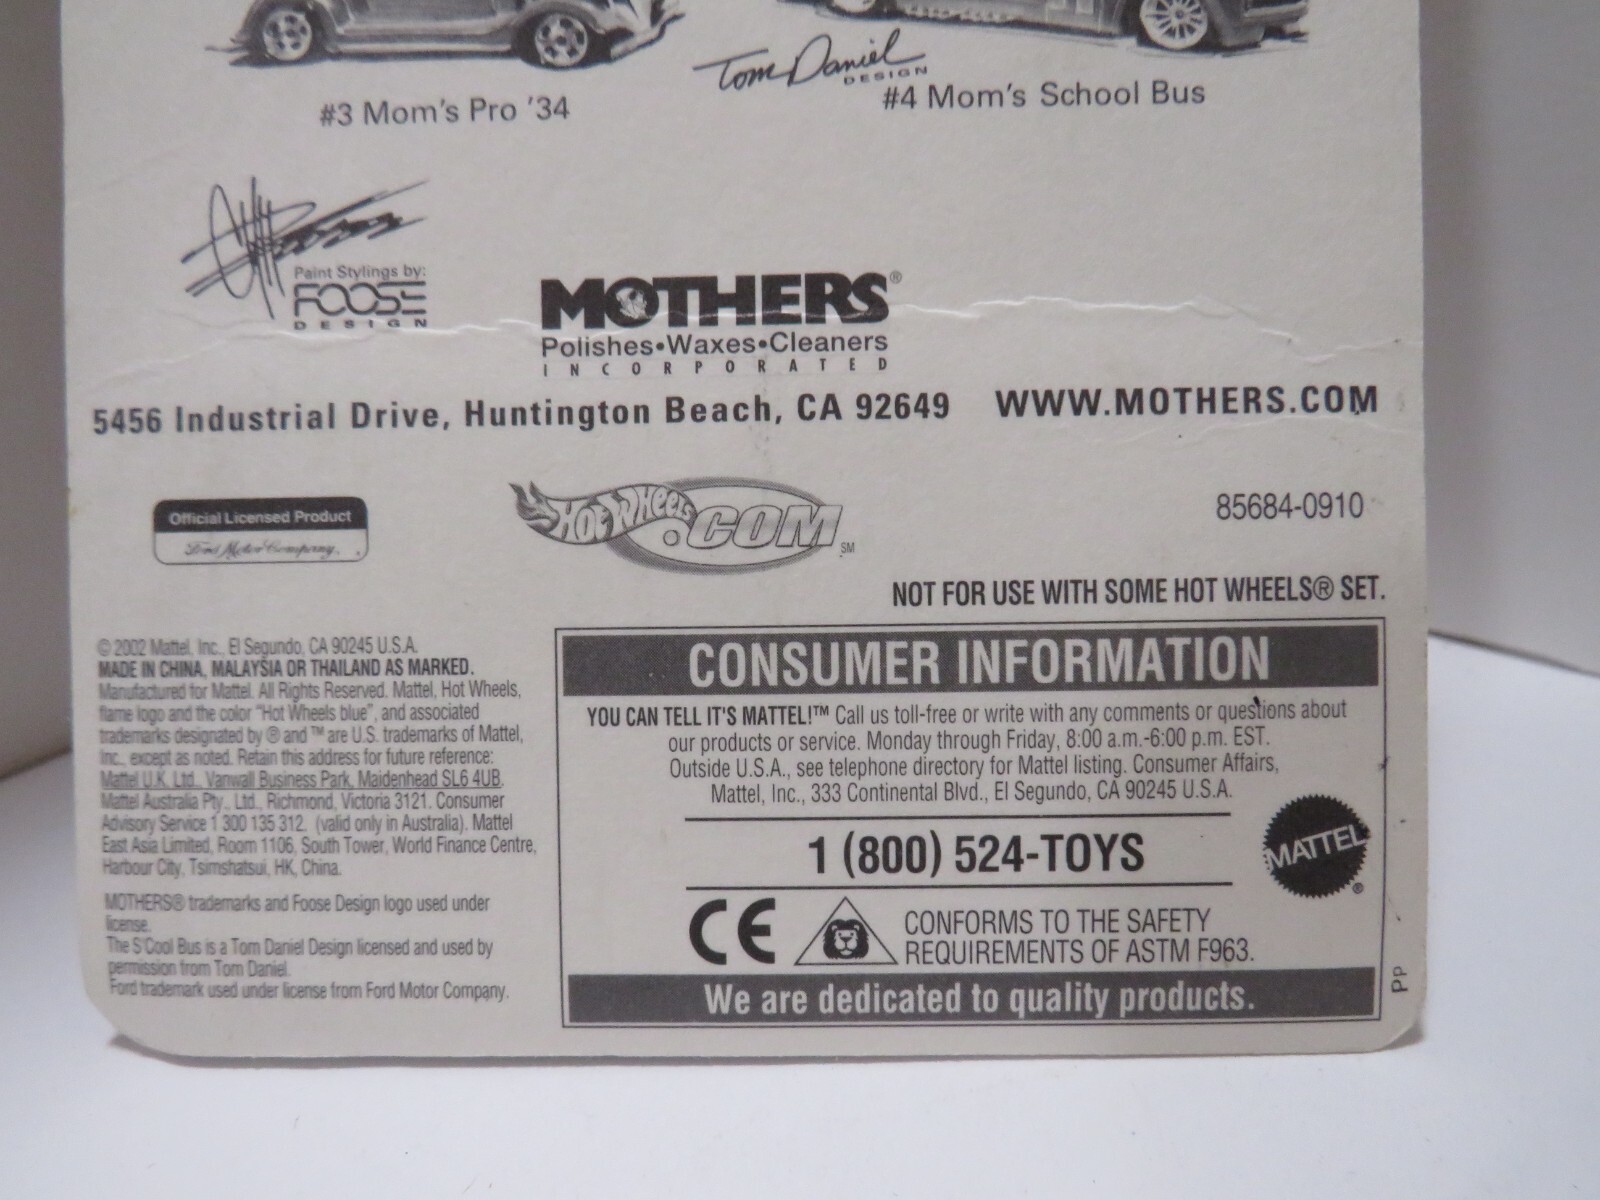 #3 Mom's Pro '34
Tom Daniel
DESIGN
#4 Mom's School Bus
Paint Stylings by:
FOOSE
DESIGN
MOTHERS®
Polishes•Waxes•Cleaners
INCORPORATED
5456 Industrial Drive, Huntington Beach, CA 92649 WWW.MOTHERS.COM
Official Licensed Product
Ford Motor Company
HOT WHEELS
.COM SM
85684-0910
NOT FOR USE WITH SOME HOT WHEELS® SET.
© 2002 Mattel, Inc., El Segundo, CA 90245 U.S.A.
MADE IN CHINA, MALAYSIA OR THAILAND AS MARKED.
Manufactured for Mattel. All Rights Reserved. Mattel, Hot Wheels,
flame logo and the color "Hot Wheels blue", and associated
trademarks designated by ® and ™ are U.S. trademarks of Mattel,
Inc., except as noted. Retain this address for future reference:
Mattel U.K. Ltd., Vanwall Business Park, Maidenhead SL6 4UB.
Mattel Australia Pty., Ltd., Richmond, Victoria 3121. Consumer
Advisory Service 1 300 135 312. (valid only in Australia). Mattel
East Asia Limited, Room 1106, South Tower, World Finance Centre,
Harbour City, Tsimshatsui, HK, China.
MOTHERS® trademarks and Foose Design logo used under
license.
The S'Cool Bus is a Tom Daniel Design licensed and used by
permission from Tom Daniel.
Ford trademark used under license from Ford Motor Company.
CONSUMER INFORMATION
YOU CAN TELL IT'S MATTEL!™ Call us toll-free or write with any comments or questions about
our products or service. Monday through Friday, 8:00 a.m.-6:00 p.m. EST.
Outside U.S.A., see telephone directory for Mattel listing. Consumer Affairs,
Mattel, Inc., 333 Continental Blvd., El Segundo, CA 90245 U.S.A.
1 (800) 524-TOYS
MATTEL®
CE
CONFORMS TO THE SAFETY
REQUIREMENTS OF ASTM F963.
We are dedicated to quality products.
PP